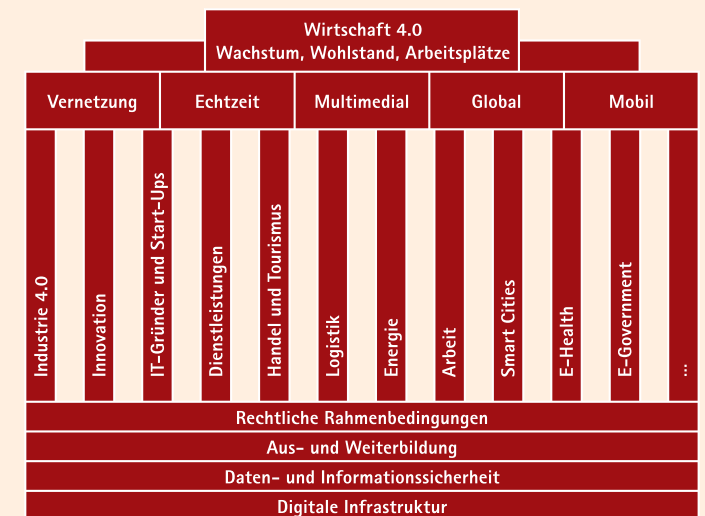 Wirtschaft 4.0
Wachstum, Wohlstand, Arbeitsplätze
Vernetzung
Echtzeit
Multimedial
Global
Mobil
Industrie 4.0
Innovation
IT-Gründer und Start-Ups
Dienstleistungen
Handel und Tourismus
Logistik
Energie
Arbeit
Smart Cities
E-Health
E-Government
...
Rechtliche Rahmenbedingungen
Aus- und Weiterbildung
Daten- und Informationssicherheit
Digitale Infrastruktur